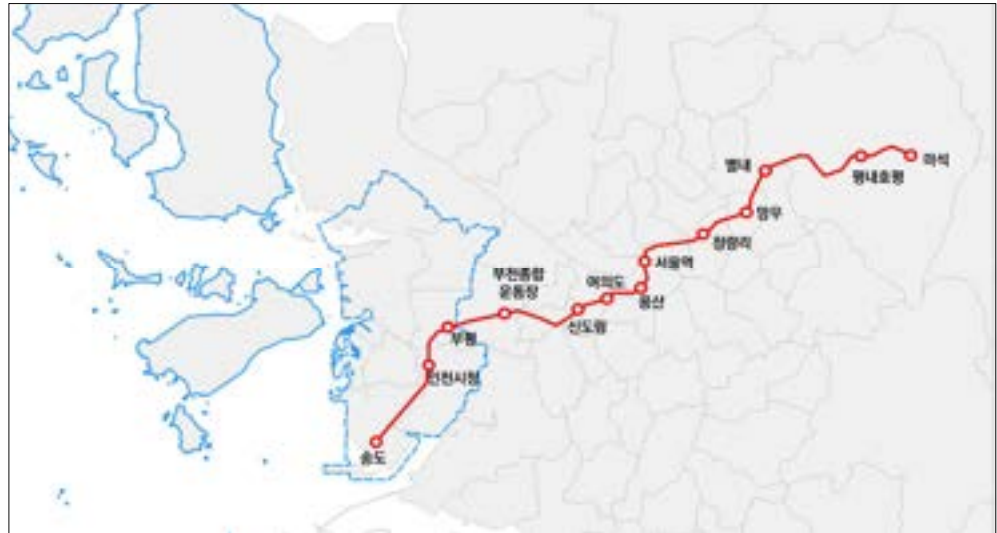 마석
평내호평
별내
망우
청량리
서울역
용산
여의도
신도림
부천종합
운동장
부평
인천시청
송도